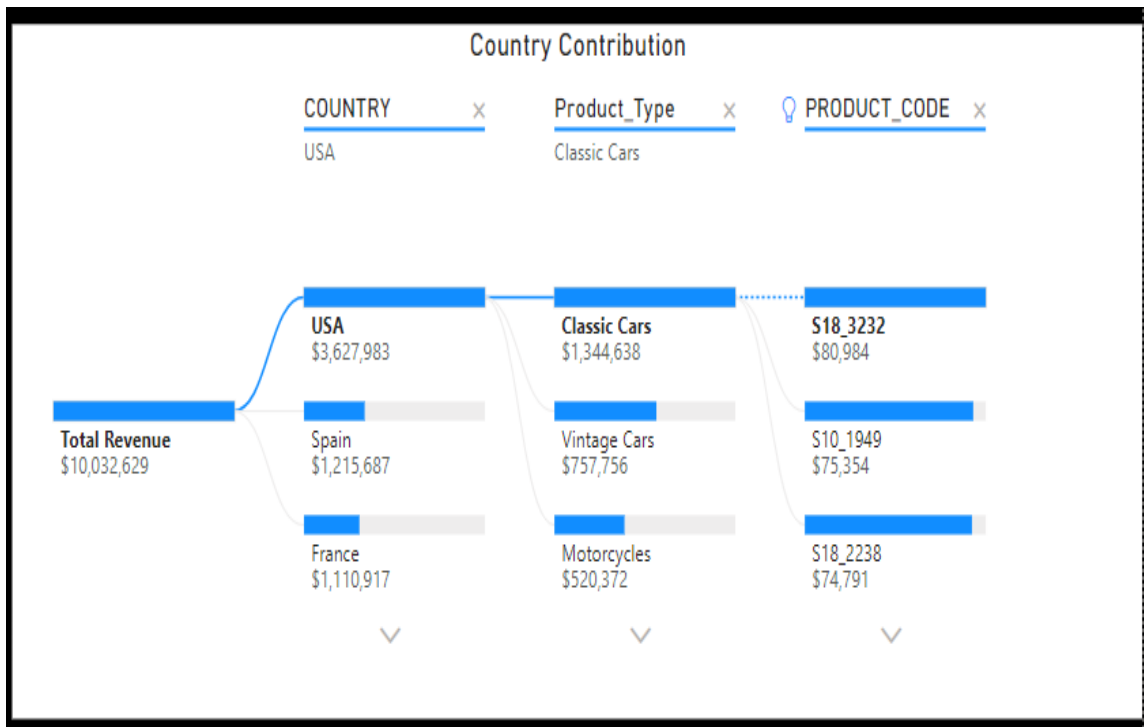 Country Contribution
COUNTRY
Product_Type
PRODUCT_CODE
USA
Classic Cars
USA
$3,627,983
Classic Cars
$1,344,638
S18_3232
$80,984
Total Revenue
$10,032,629
Spain
$1,215,687
Vintage Cars
$757,756
S10_1949
$75,354
France
$1,110,917
Motorcycles
$520,372
S18_2238
$74,791